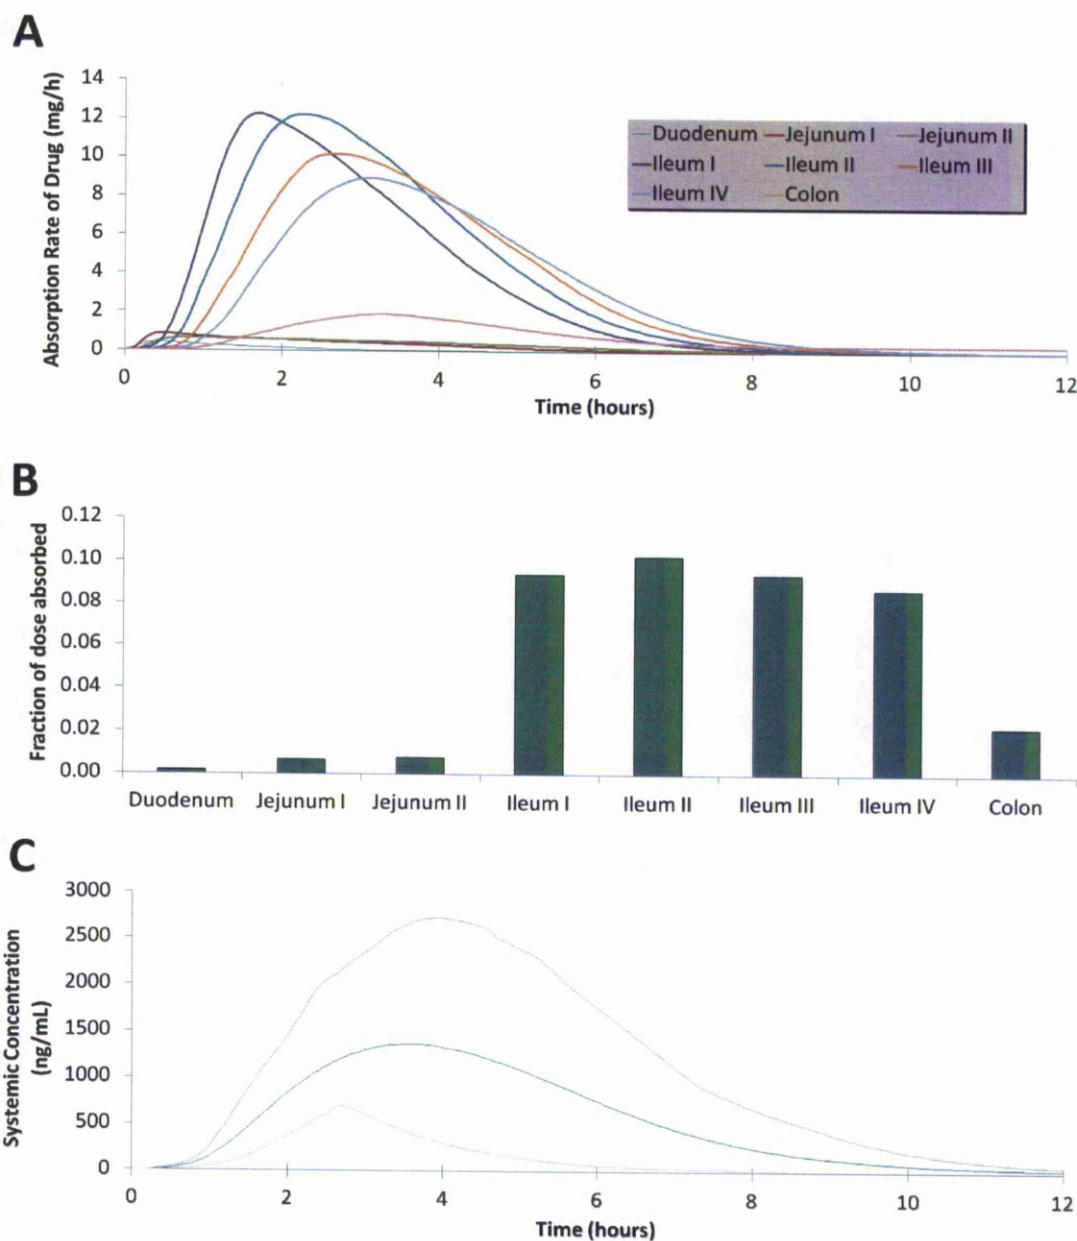 A
Absorption Rate of Drug (mg/h)
14
12
10
8
6
4
2
0
0 2 4 6 8 10 12
Time (hours)
Duodenum Jejunum I Jejunum II
Ileum I Ileum II Ileum III
Ileum IV Colon
B
Fraction of dose absorbed
0.12
0.10
0.08
0.06
0.04
0.02
0.00
Duodenum Jejunum I Jejunum II Ileum I Ileum II Ileum III Ileum IV Colon
C
Systemic Concentration
(ng/mL)
3000
2500
2000
1500
1000
500
0
0 2 4 6 8 10 12
Time (hours)